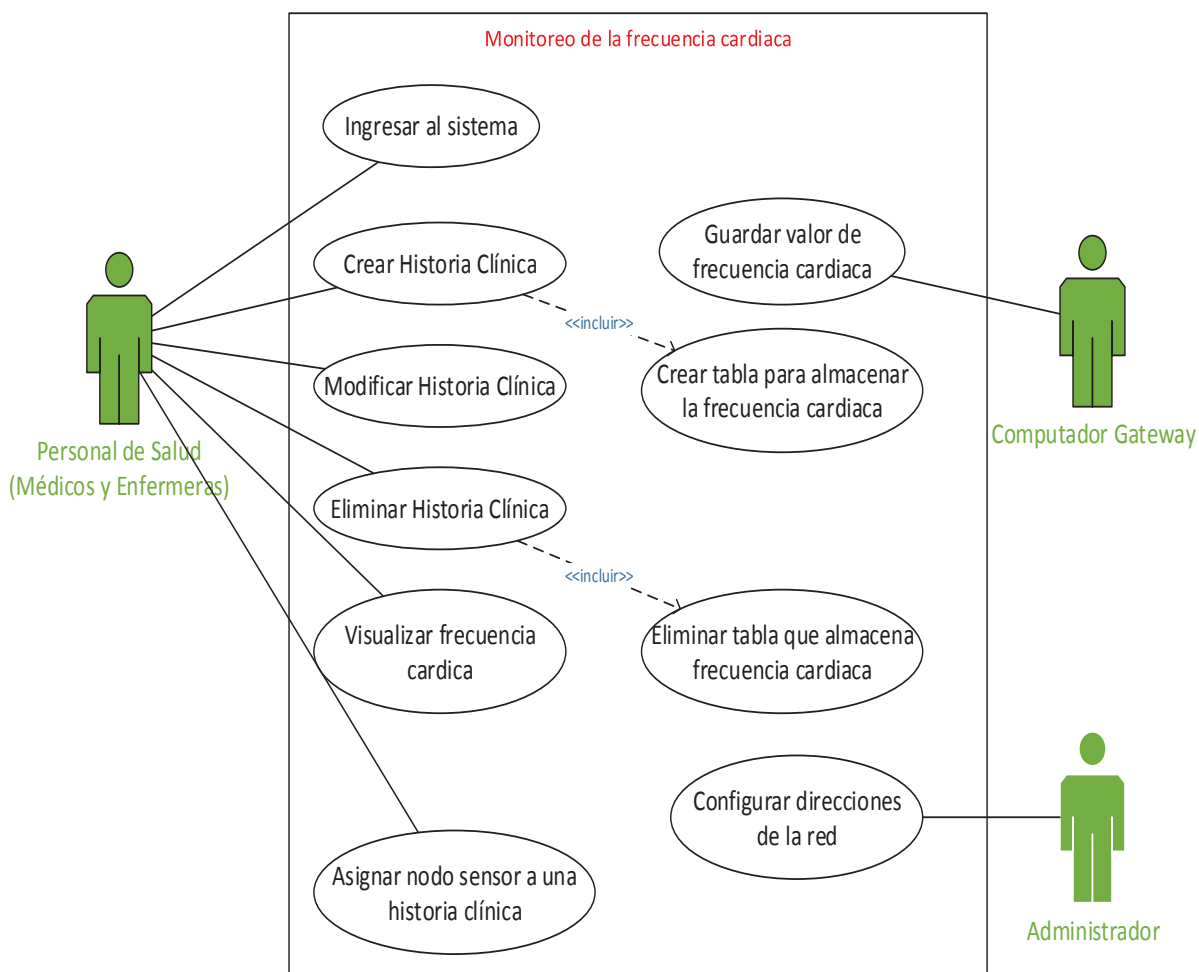 Monitoreo de la frecuencia cardiaca
Ingresar al sistema
Crear Historia Clínica
<<incluir>>
Modificar Historia Clínica
Eliminar Historia Clínica
<<incluir>>
Visualizar frecuencia
cardica
Asignar nodo sensor a una
historia clínica
Guardar valor de
frecuencia cardiaca
Crear tabla para almacenar
la frecuencia cardiaca
Eliminar tabla que almacena
frecuencia cardiaca
Configurar direcciones
de la red
Personal de Salud
(Médicos y Enfermeras)
Computador Gateway
Administrador